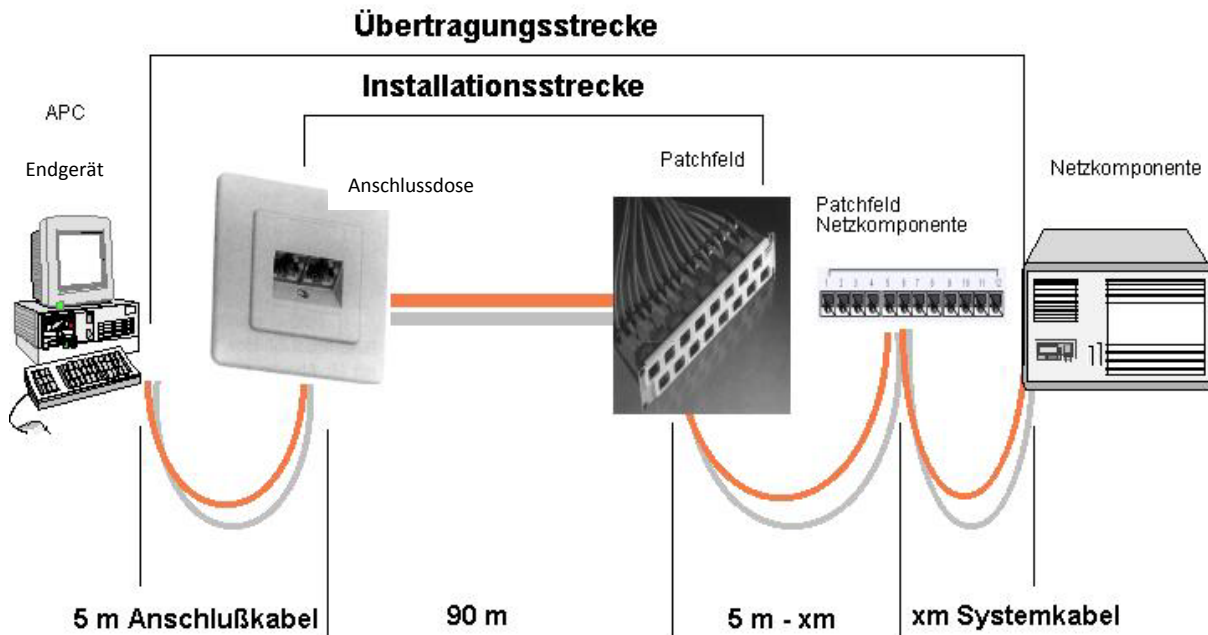 Übertragungsstrecke
Installationsstrecke
APC
Endgerät
Anschlussdose
Patchfeld
Netzkomponente
Patchfeld
Netzkomponente
1 2 3 4 5 6 7 8 9 10 11 12
5 m Anschlußkabel
90 m
5 m - xm
xm Systemkabel